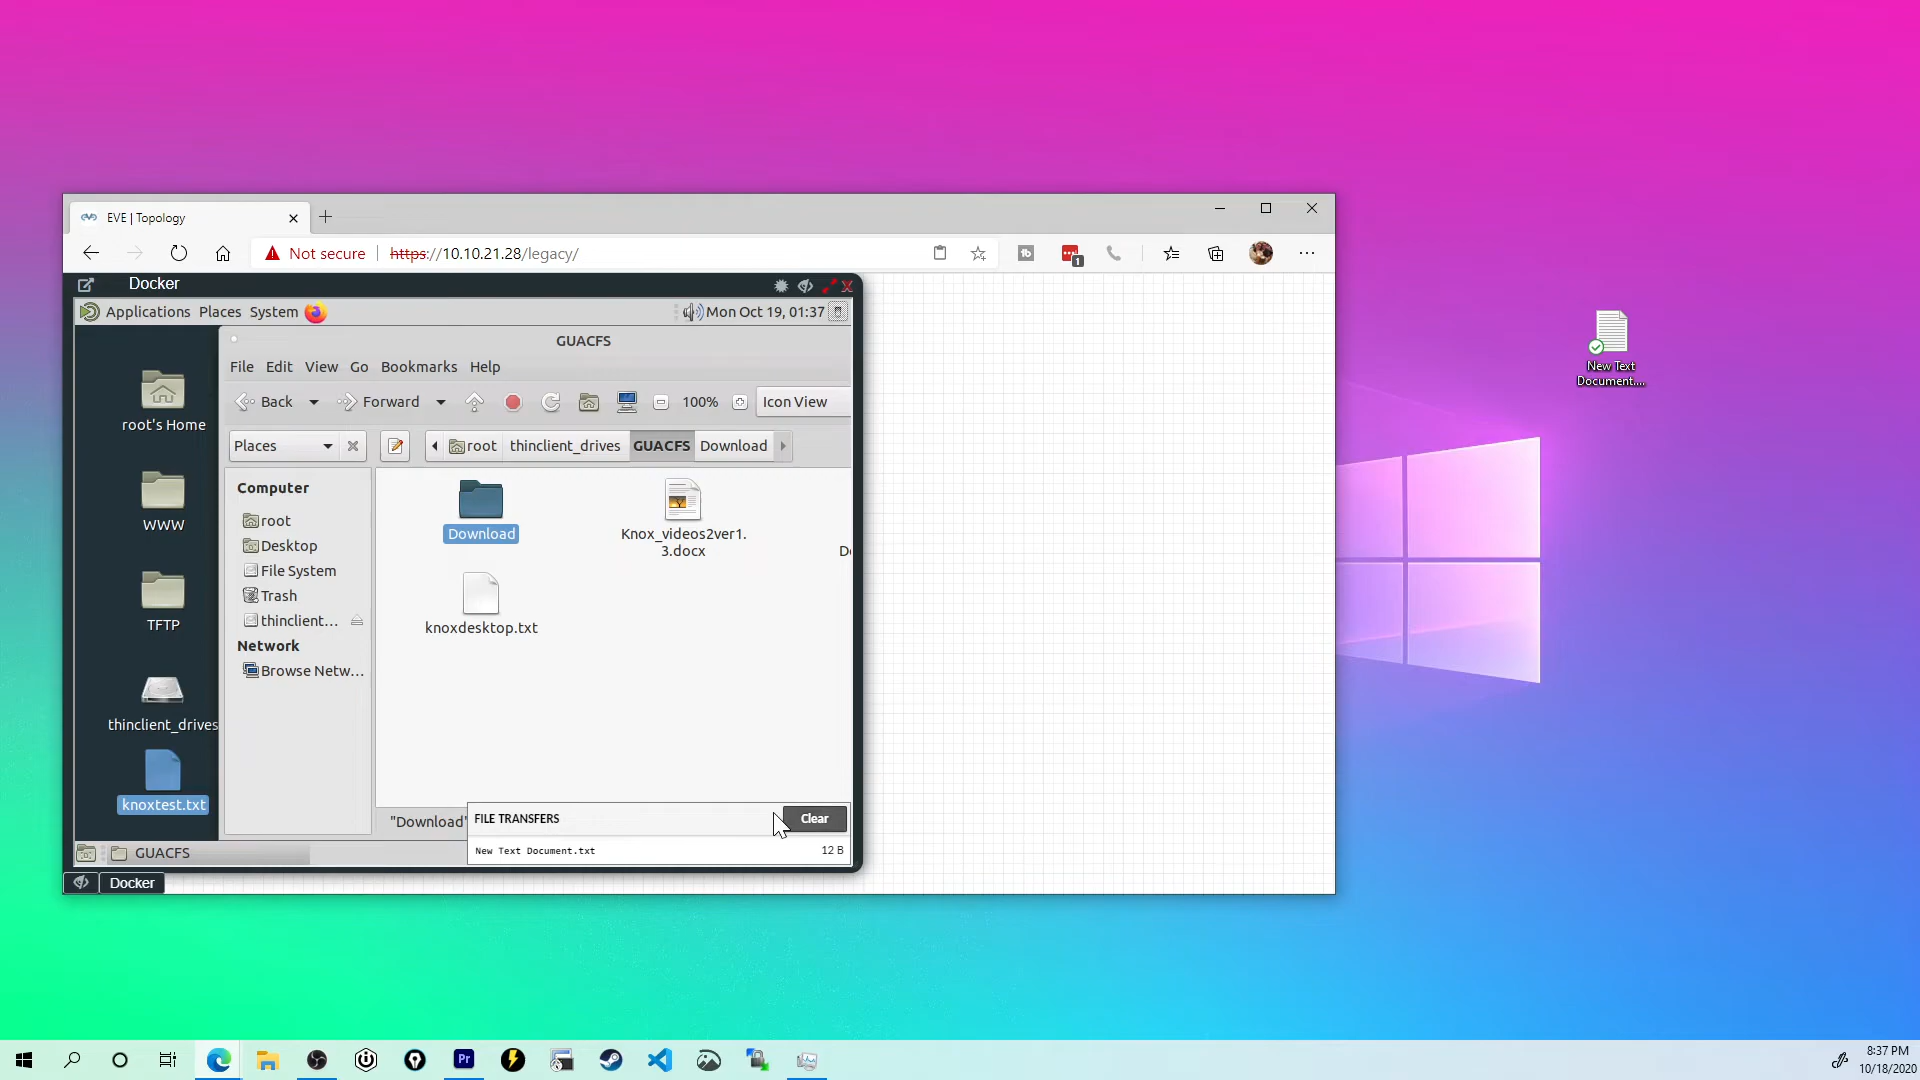 EVE | Topology
Not secure
https://10.10.21.28/legacy/
1
Docker
Applications Places System
Mon Oct 19, 01:37
GUACFS
File Edit View Go Bookmarks Help
Back
Forward
100%
Icon View
Places
root
thinclient_drives
GUACFS
Download
root's Home
WWW
TFTP
thinclient_drives
knoxtest.txt
Computer
root
Desktop
File System
Trash
thinclient...
Network
Browse Netw...
Download
Knox_videos2ver1.
3.docx
knoxdesktop.txt
"Download"
FILE TRANSFERS
Clear
New Text Document.txt
12 B
GUACFS
Docker
New Text
Document....
Pr
8:37 PM
10/18/2020